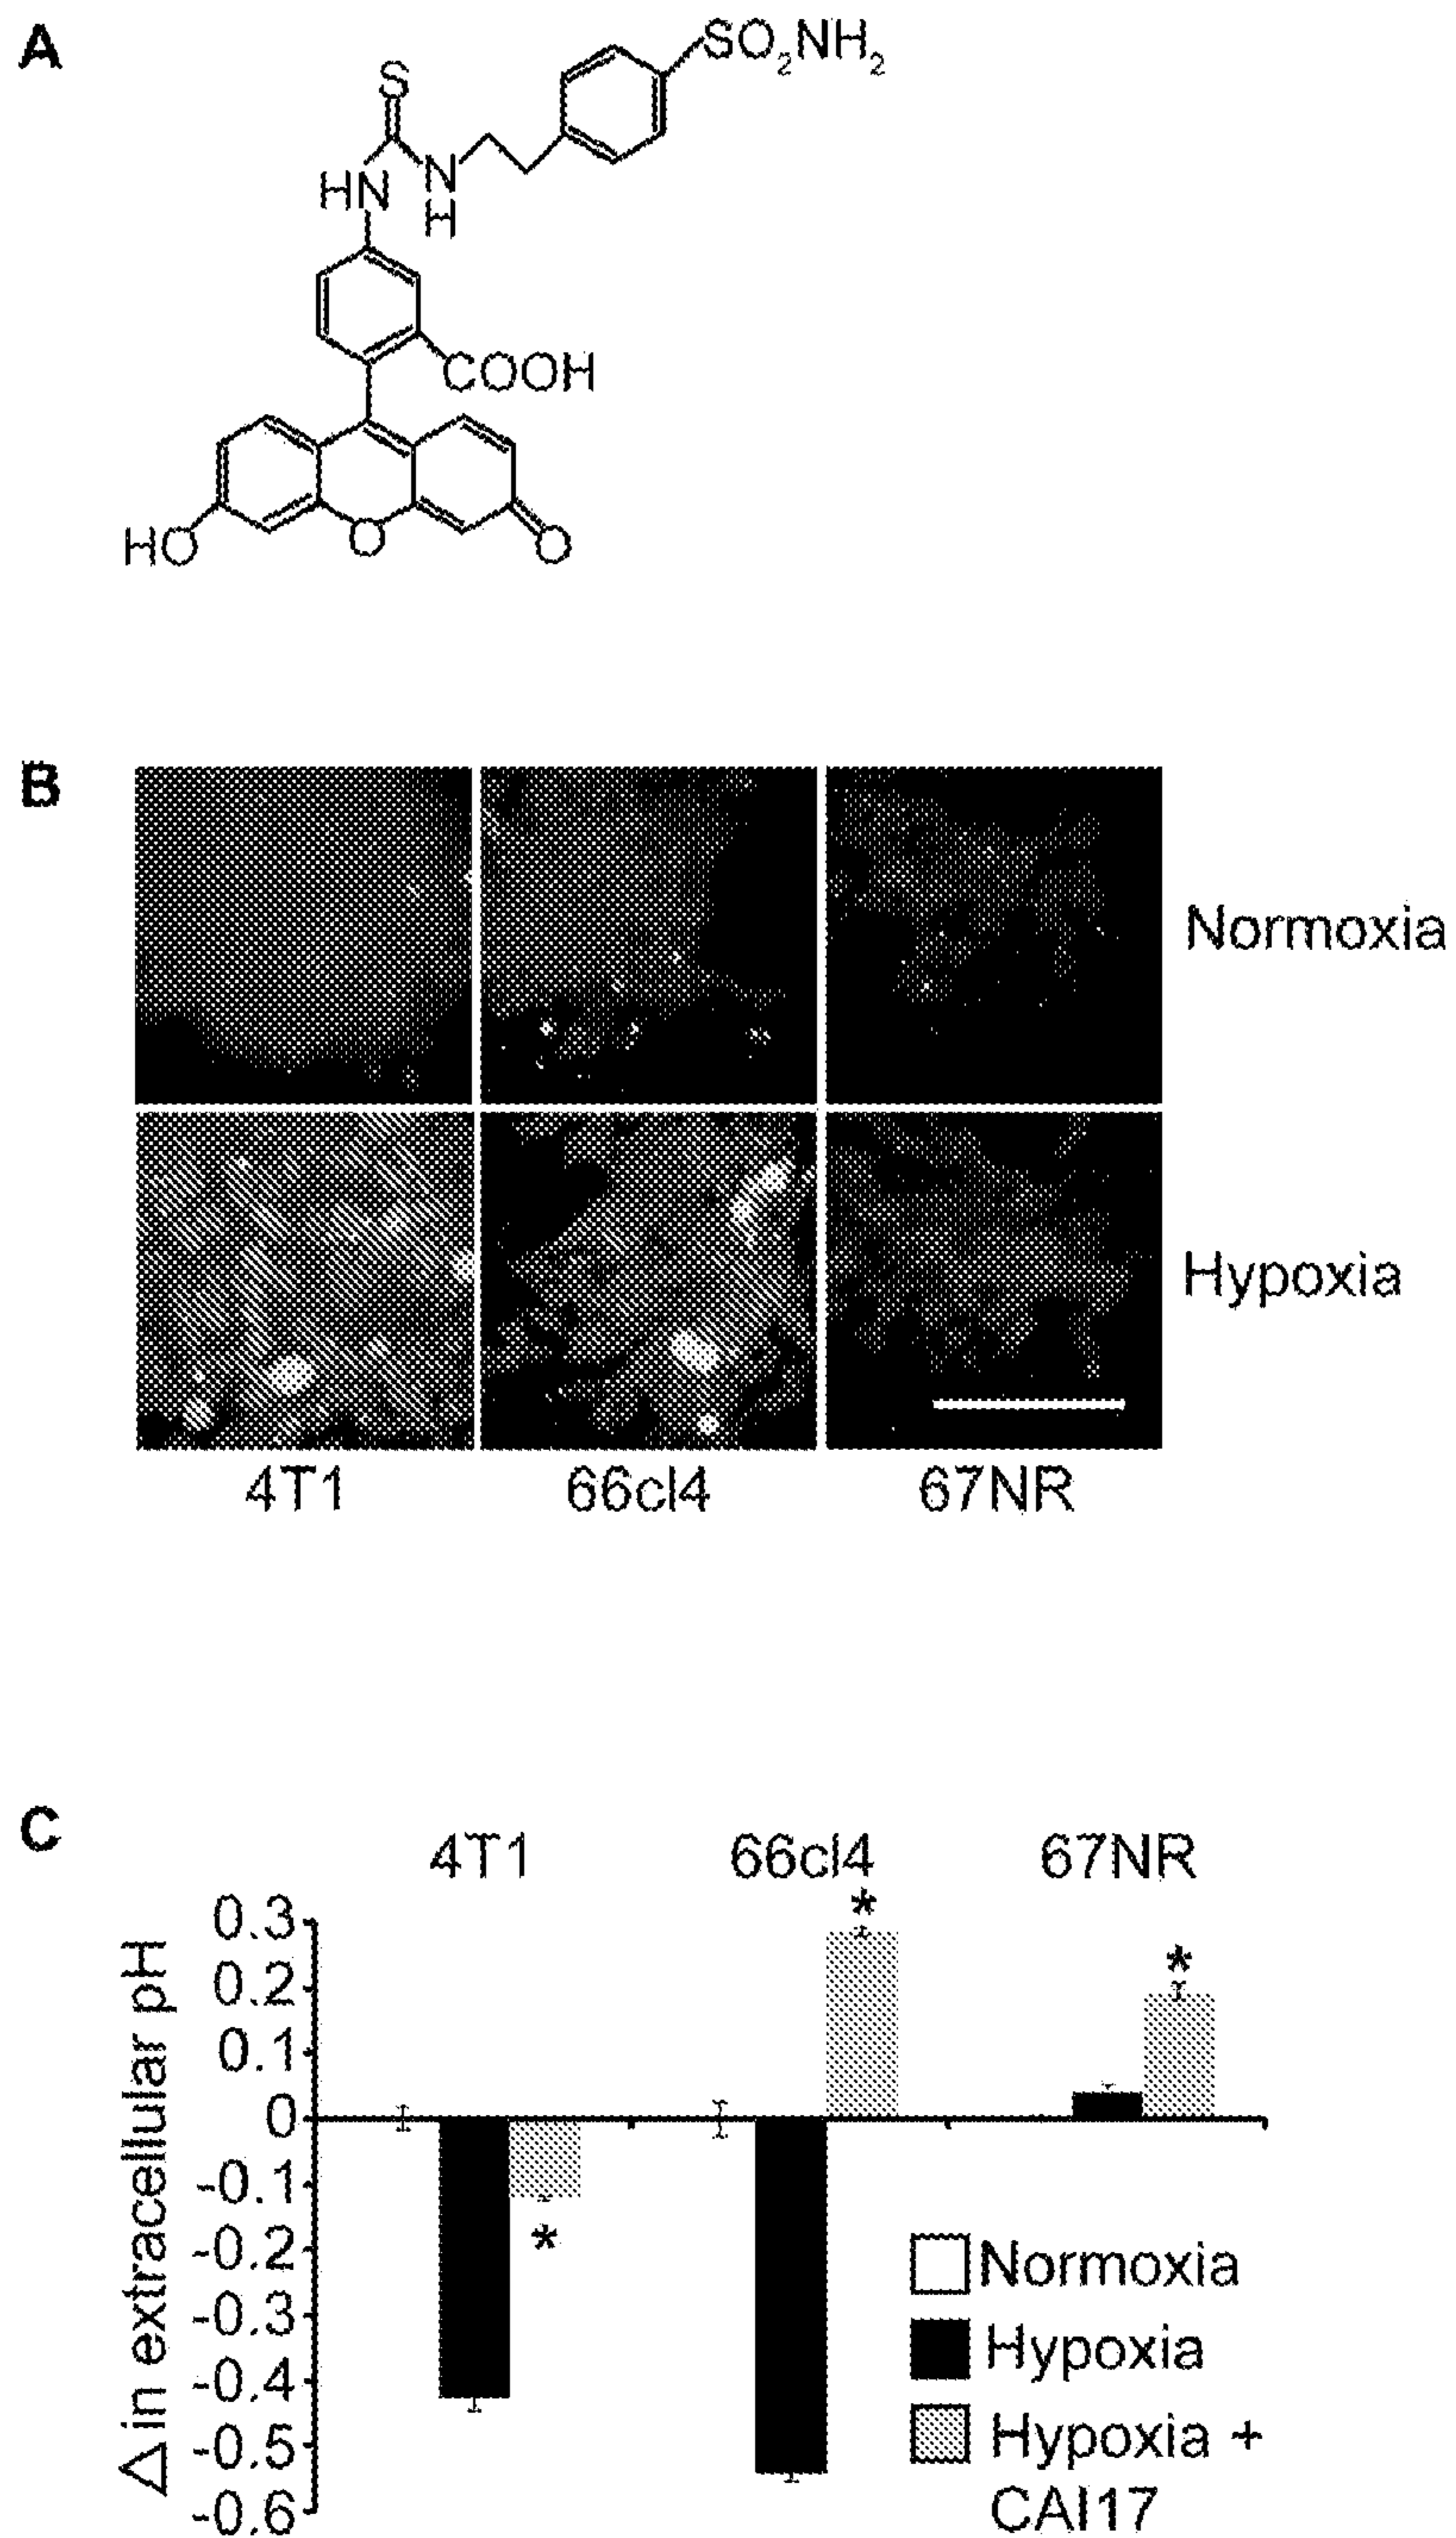 A
SO2NH2
S
HN
N
H
COOH
HO
O
O
B
Normoxia
Hypoxia
4T1 66cl4 67NR
C
4T1 66cl4 67NR
Δ in extracellular pH
0.3
0.2
0.1
0
-0.1
-0.2
-0.3
-0.4
-0.5
-0.6
*
*
*
Normoxia
Hypoxia
Hypoxia +
CAI17